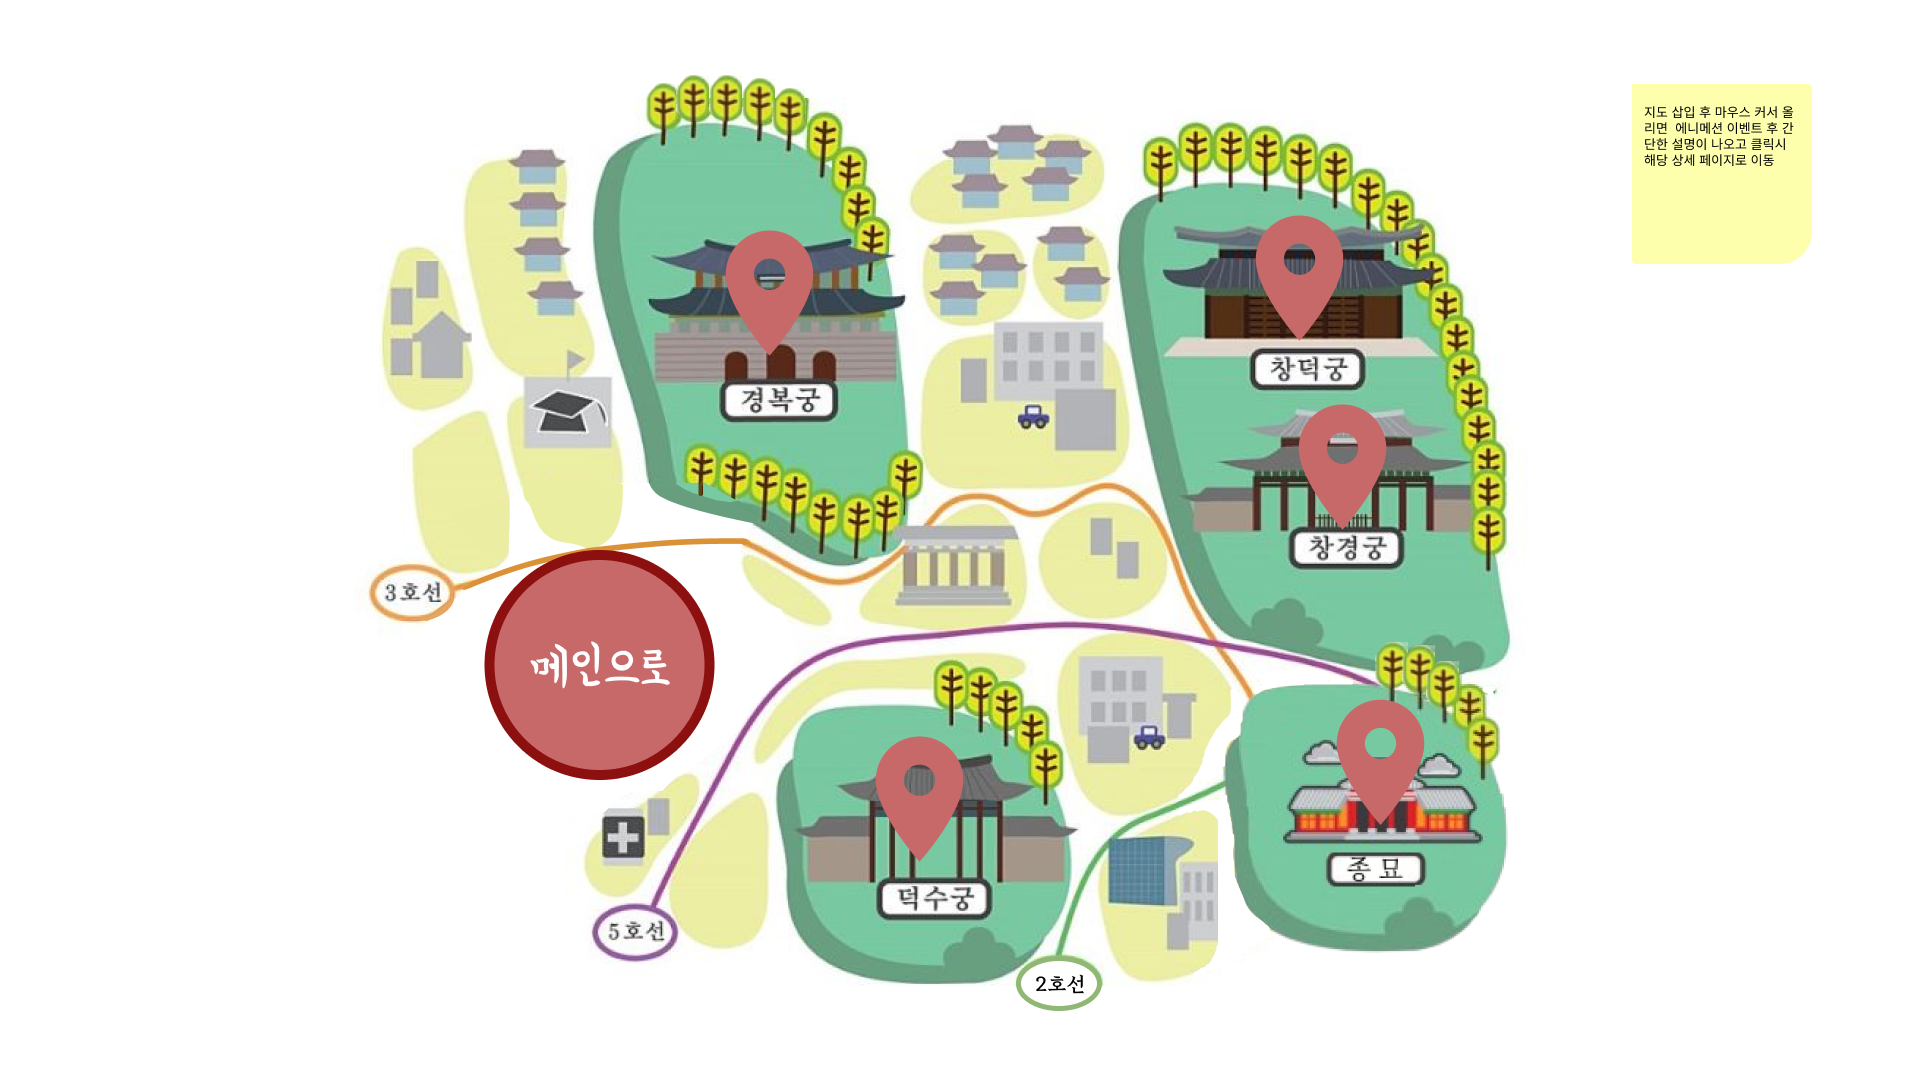 지도 삽입 후 마우스 커서 올
리면 에니메션 이벤트 후 간
단한 설명이 나오고 클릭시
해당 상세 페이지로 이동
창덕궁
경복궁
창경궁
3호선
메인으로
종묘
덕수궁
5호선
2호선